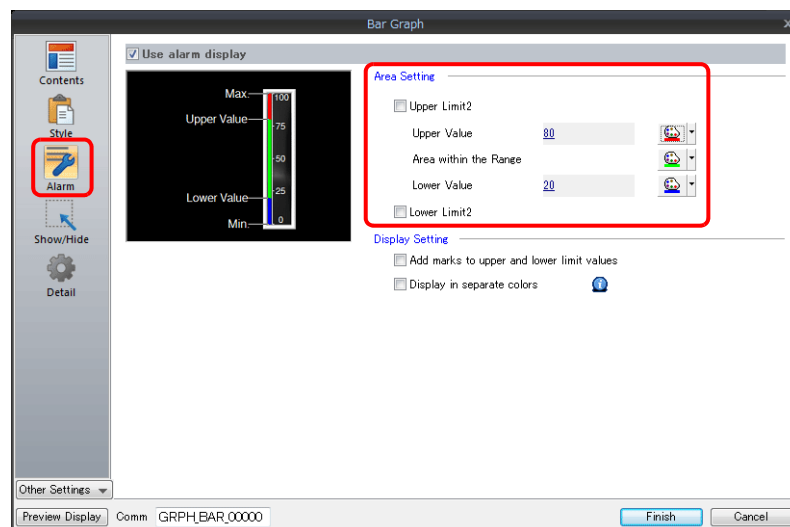 Bar Graph
Contents
Style
Alarm
Show/Hide
Detail
Use alarm display
Max.
100
Upper Value
75
50
Lower Value
25
Min.
0
Area Setting
Upper Limit2
Upper Value 80
Area within the Range
Lower Value 20
Lower Limit2
Display Setting
Add marks to upper and lower limit values
Display in separate colors
Other Settings
Preview Display Comm GRPH_BAR_00000 Finish Cancel